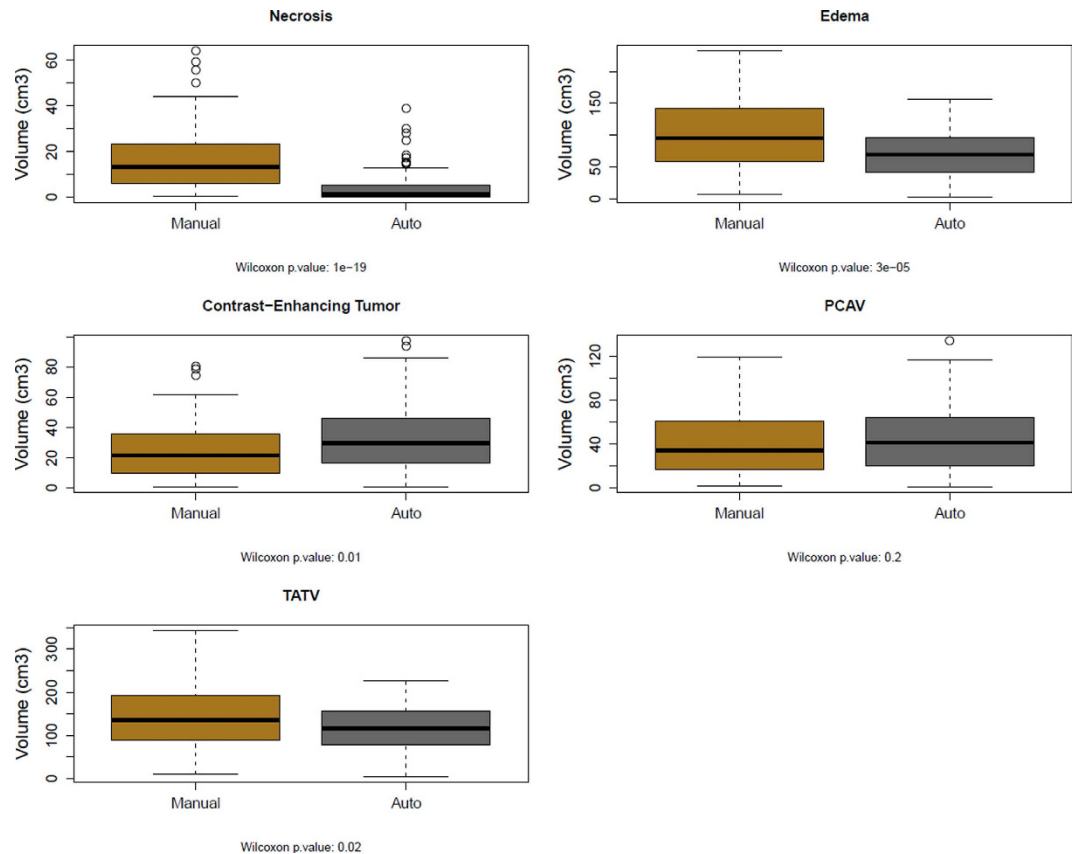 Necrosis
Volume (cm3)
0
20
40
60
Manual
Auto
Wilcoxon p.value: 1e−19
Edema
Volume (cm3)
0
50
150
Manual
Auto
Wilcoxon p.value: 3e−05
Contrast−Enhancing Tumor
Volume (cm3)
0
20
40
60
80
Manual
Auto
Wilcoxon p.value: 0.01
PCAV
Volume (cm3)
0
40
80
120
Manual
Auto
Wilcoxon p.value: 0.2
TATV
Volume (cm3)
0
100
200
300
Manual
Auto
Wilcoxon p.value: 0.02